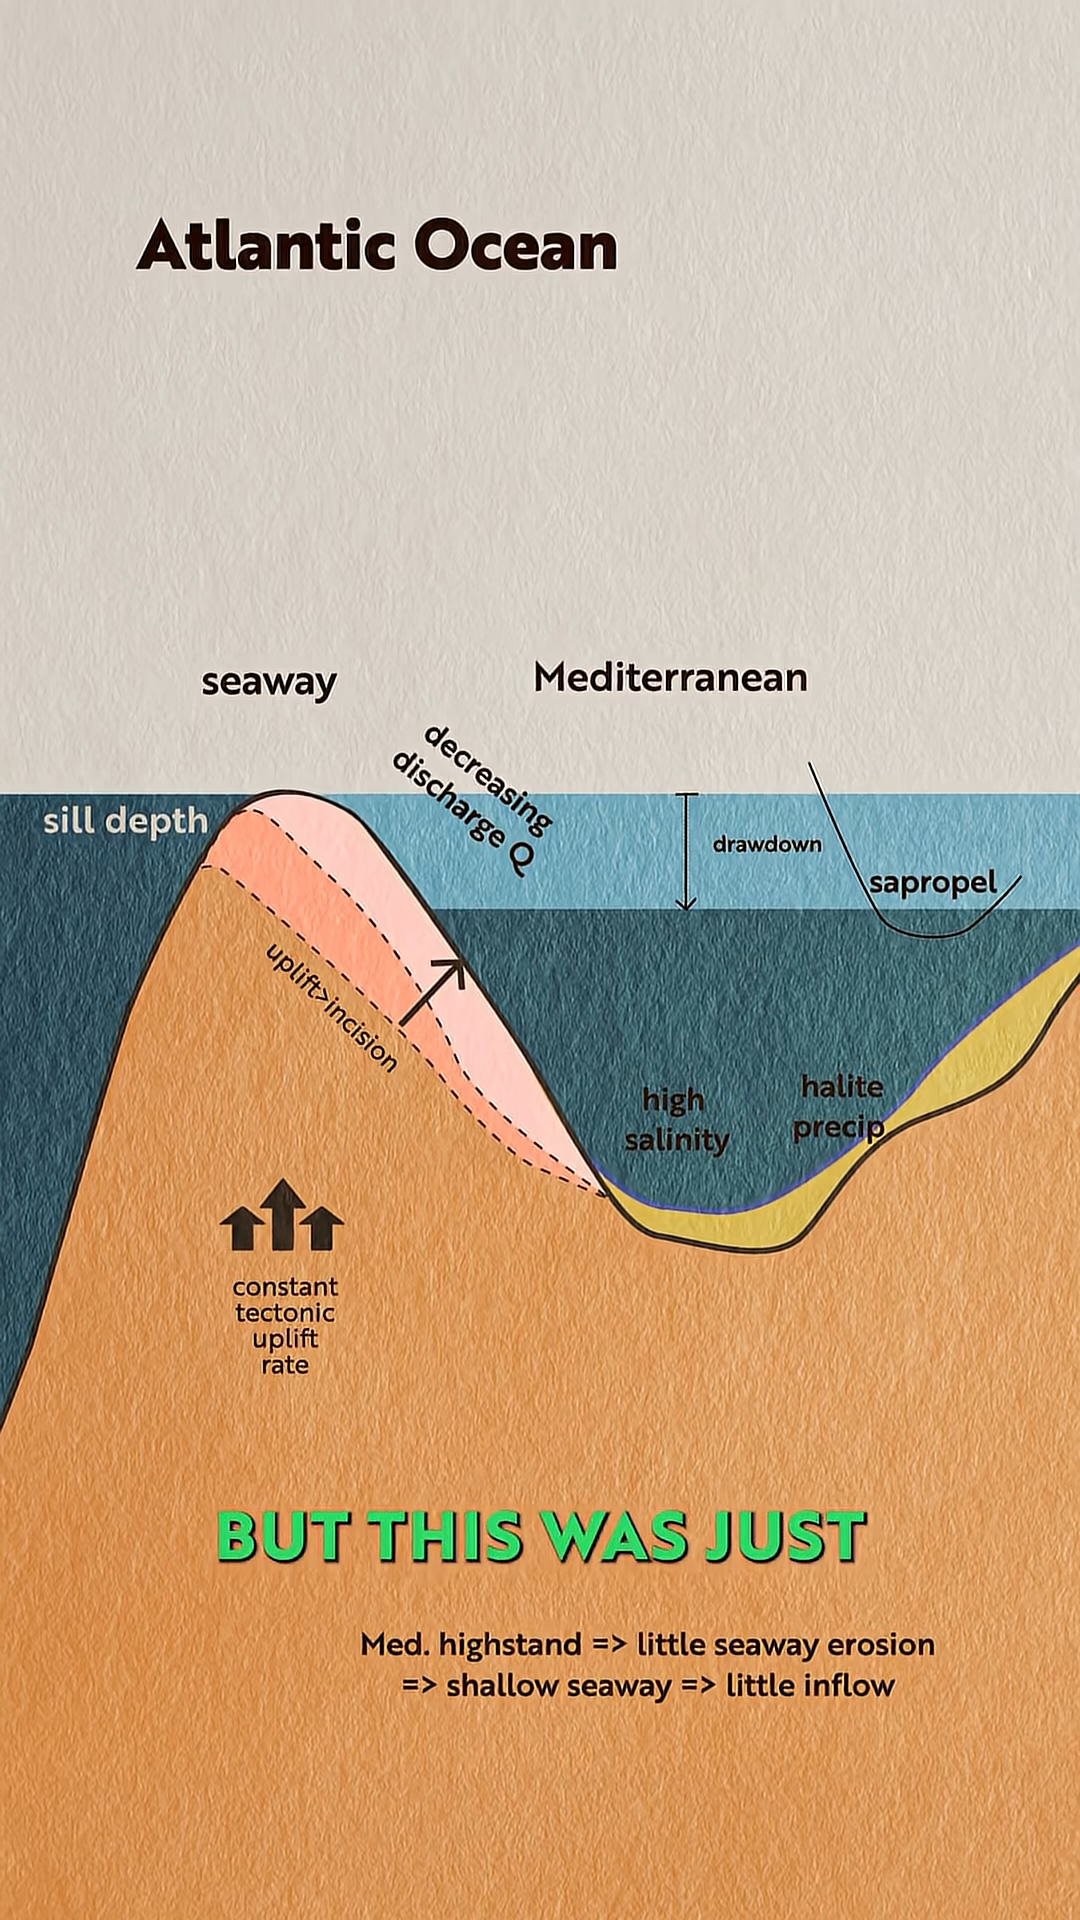 Atlantic Ocean
seaway
Mediterranean
decreasing
discharge Q
sill depth
drawdown
sapropel
uplift>incision
high
salinity
halite
precip
constant
tectonic
uplift
rate
BUT THIS WAS JUST
Med. highstand => little seaway erosion
=> shallow seaway => little inflow